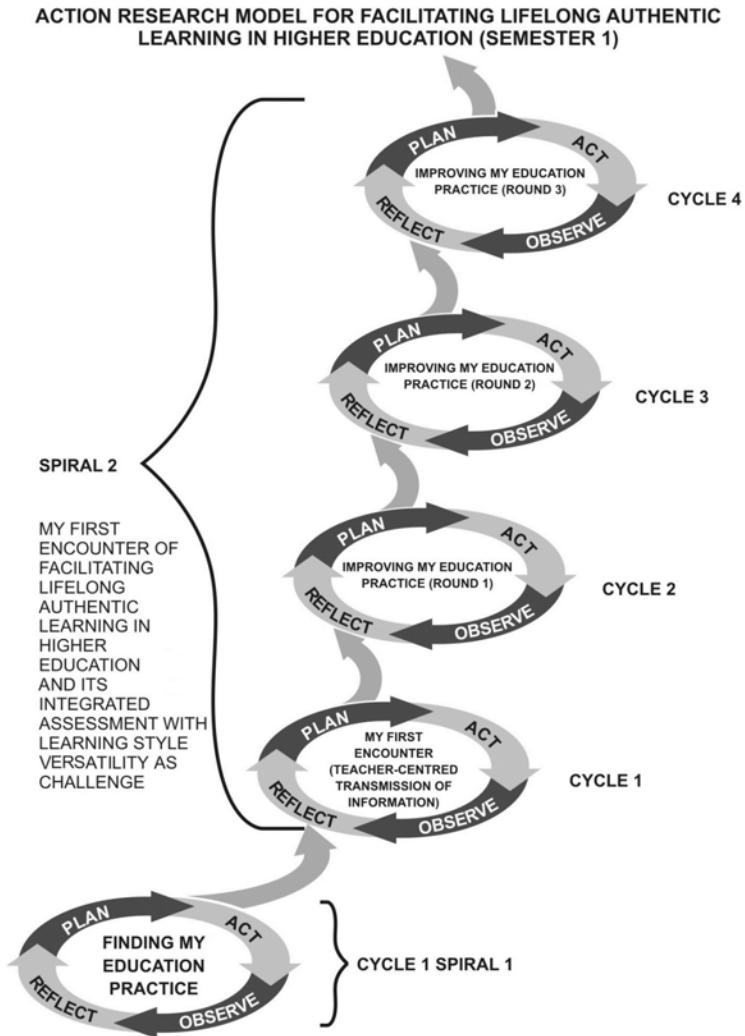 ACTION RESEARCH MODEL FOR FACILITATING LIFELONG AUTHENTIC
LEARNING IN HIGHER EDUCATION (SEMESTER 1)
PLAN
ACT
OBSERVE
REFLECT
IMPROVING MY EDUCATION
PRACTICE (ROUND 3)
CYCLE 4
PLAN
ACT
OBSERVE
REFLECT
IMPROVING MY EDUCATION
PRACTICE (ROUND 2)
CYCLE 3
SPIRAL 2
MY FIRST
ENCOUNTER OF
FACILITATING
LIFELONG
AUTHENTIC
LEARNING IN
HIGHER
EDUCATION
AND ITS
INTEGRATED
ASSESSMENT WITH
LEARNING STYLE
VERSATILITY AS
CHALLENGE
PLAN
ACT
OBSERVE
REFLECT
IMPROVING MY EDUCATION
PRACTICE (ROUND 1)
CYCLE 2
PLAN
ACT
OBSERVE
REFLECT
MY FIRST
ENCOUNTER
(TEACHER-CENTRED
TRANSMISSION OF
INFORMATION)
CYCLE 1
PLAN
ACT
OBSERVE
REFLECT
FINDING MY
EDUCATION
PRACTICE
CYCLE 1 SPIRAL 1